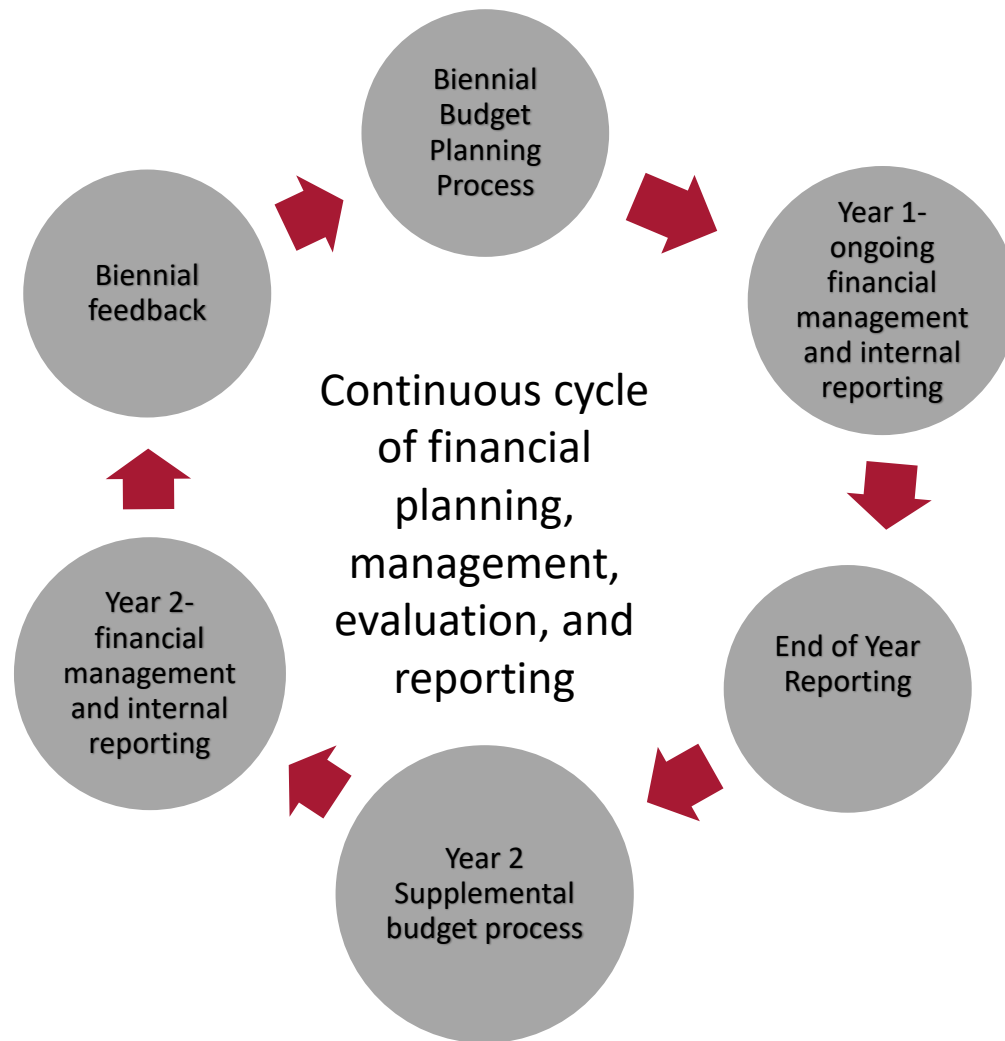 Biennial
Budget
Planning
Process
Year 1-
ongoing
financial
management
and internal
reporting
End of Year
Reporting
Year 2
Supplemental
budget process
Year 2-
financial
management
and internal
reporting
Biennial
feedback
Continuous cycle
of financial
planning,
management,
evaluation, and
reporting